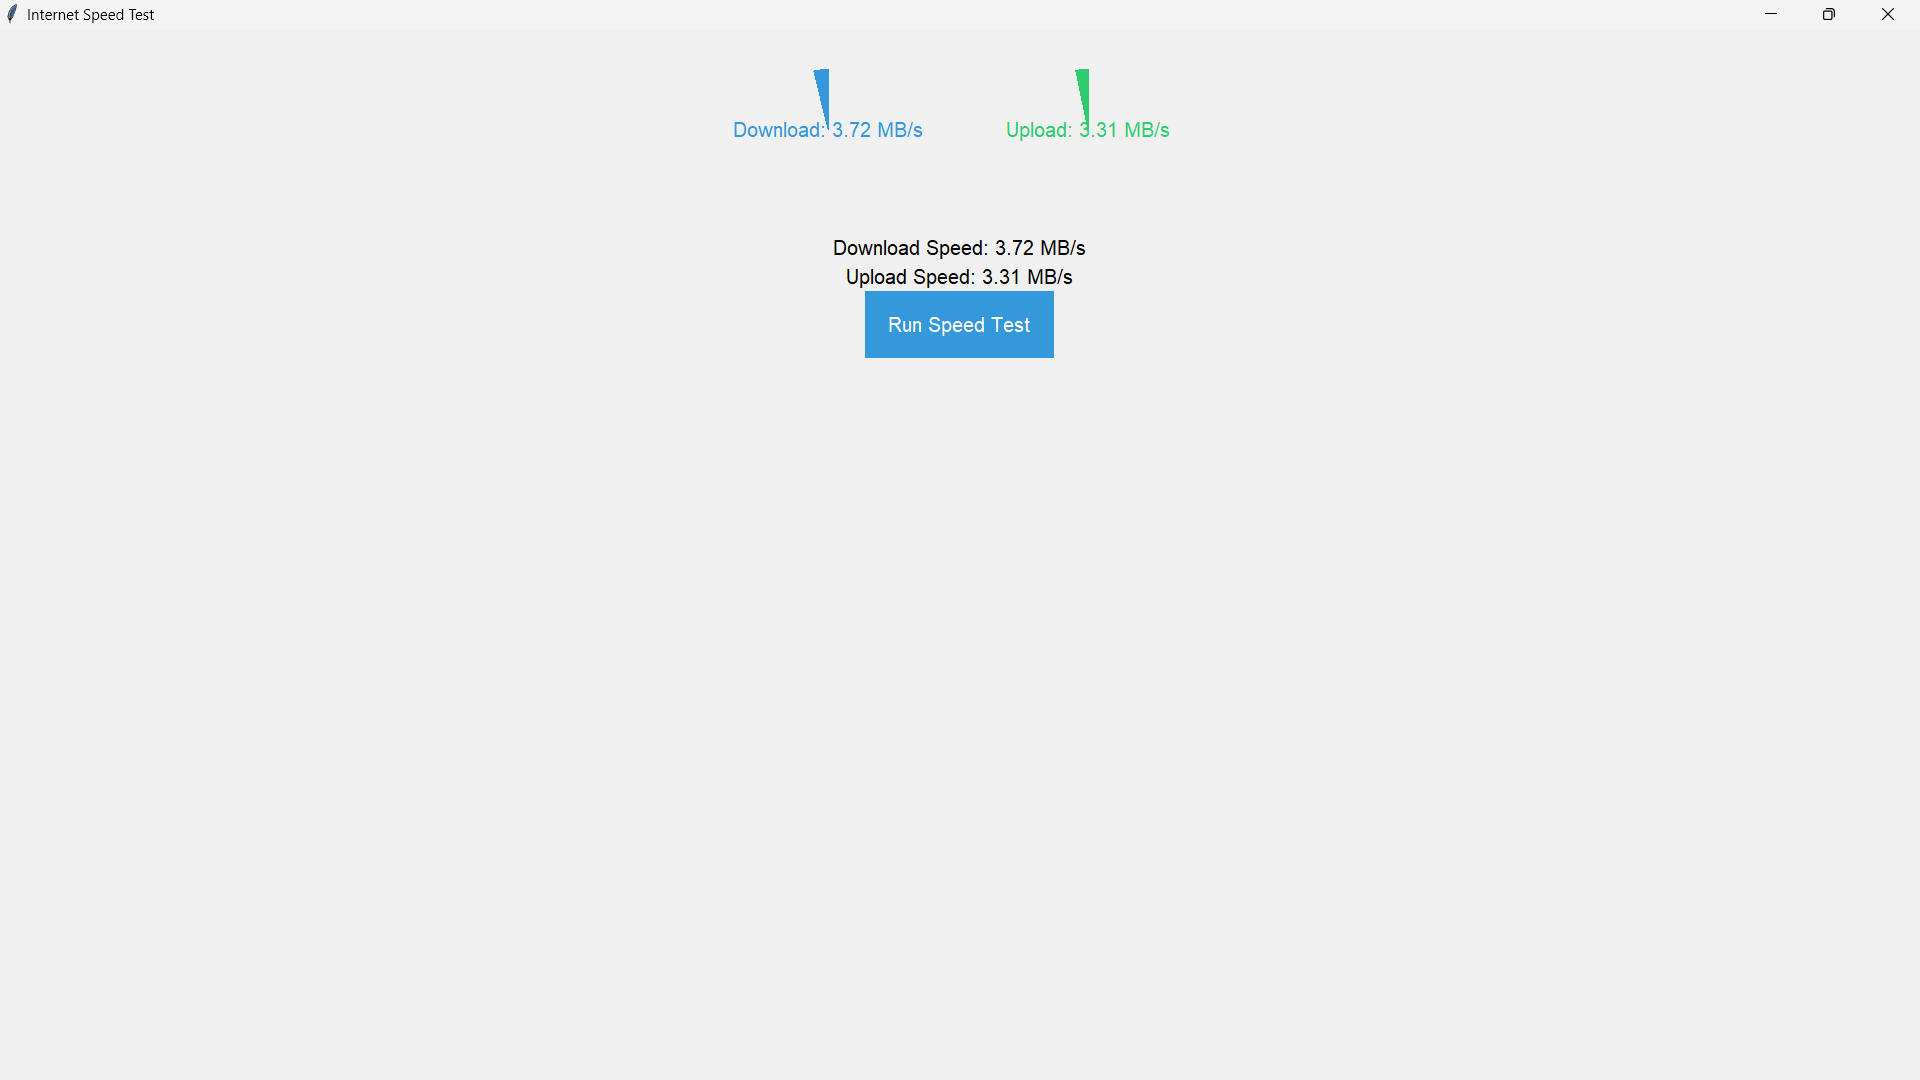 Internet Speed Test
Download: 3.72 MB/s
Upload: 3.31 MB/s
Download Speed: 3.72 MB/s
Upload Speed: 3.31 MB/s
Run Speed Test